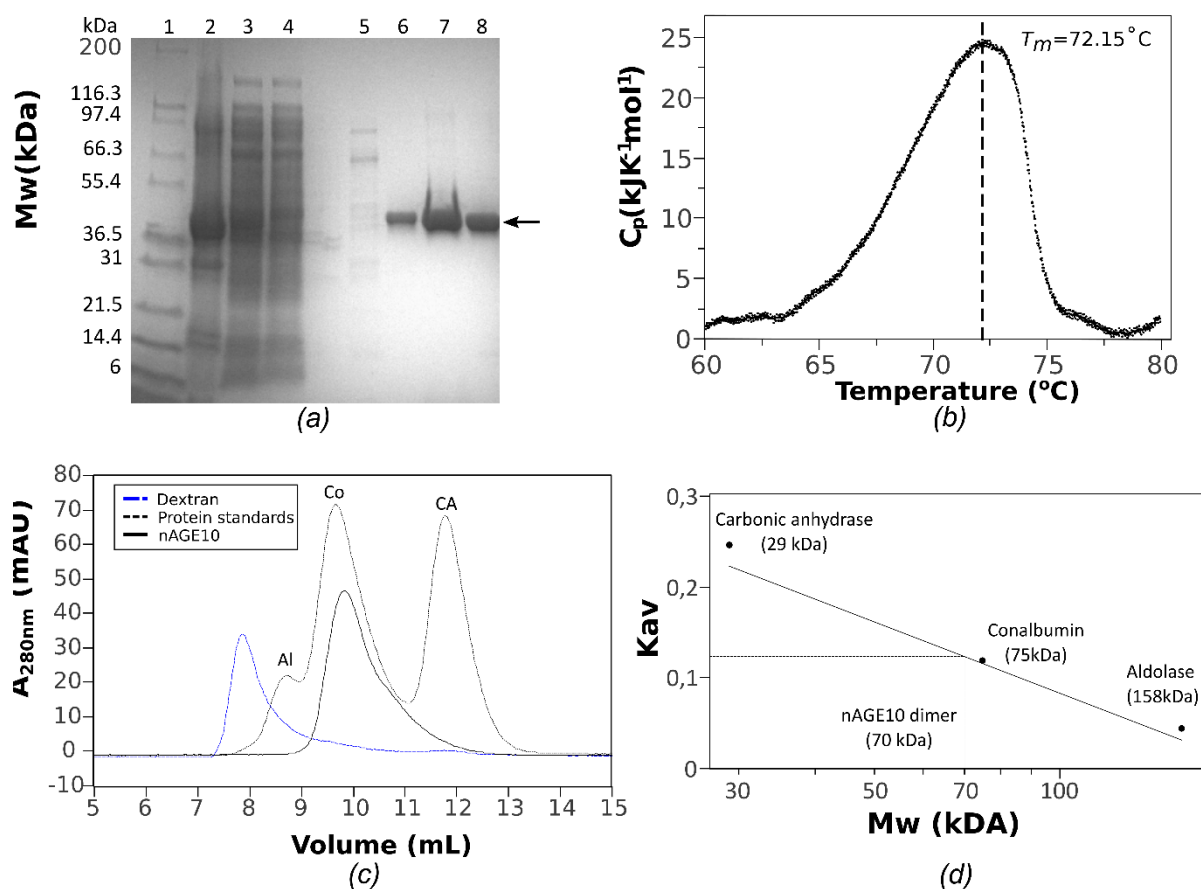 kDa 1 2 3 4 5 6 7 8
200
116.3
97.4
66.3
55.4
36.5
31
21.5
14.4
6
Mw(kDa)
(a)
Tm=72.15°C
25
20
15
10
5
0
Cp(kJK-1mol1)
60 65 70 75 80
Temperature (ºC)
(b)
80
70
60
50
40
30
20
10
0
-10
A280nm (mAU)
Dextran
Protein standards
nAGE10
Al
Co
CA
5 6 7 8 9 10 11 12 13 14 15
Volume (mL)
(c)
0,3
0,2
0,1
0
Kav
Carbonic anhydrase
(29 kDa)
Conalbumin
(75kDa)
Aldolase
(158kDa)
nAGE10 dimer
(70 kDa)
30 50 70 100
Mw (kDA)
(d)